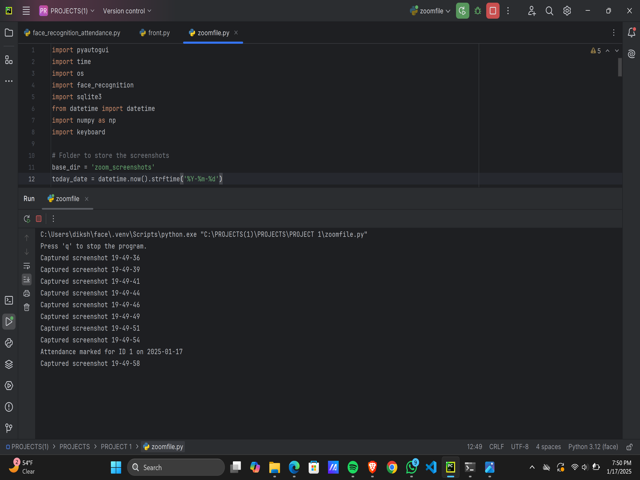 PR PROJECTS(1) Version control zoomfile
face_recognition_attendance.py front.py zoomfile.py
5
1 import pyautogui
2 import time
3 import os
4 import face_recognition
5 import sqlite3
6 from datetime import datetime
7 import numpy as np
8 import keyboard
9
10 # Folder to store the screenshots
11 base_dir = 'zoom_screenshots'
12 today_date = datetime.now().strftime('%Y-%m-%d')
Run zoomfile
C:\Users\diksh\face\.venv\Scripts\python.exe "C:\PROJECTS(1)\PROJECTS\PROJECT 1\zoomfile.py"
Press 'q' to stop the program.
Captured screenshot 19-49-36
Captured screenshot 19-49-39
Captured screenshot 19-49-41
Captured screenshot 19-49-44
Captured screenshot 19-49-46
Captured screenshot 19-49-49
Captured screenshot 19-49-51
Captured screenshot 19-49-54
Attendance marked for ID 1 on 2025-01-17
Captured screenshot 19-49-58
PROJECTS(1) > PROJECTS > PROJECT 1 > zoomfile.py 12:49 CRLF UTF-8 4 spaces Python 3.12 (face)
54°F
Clear
Search
7:50 PM
1/17/2025